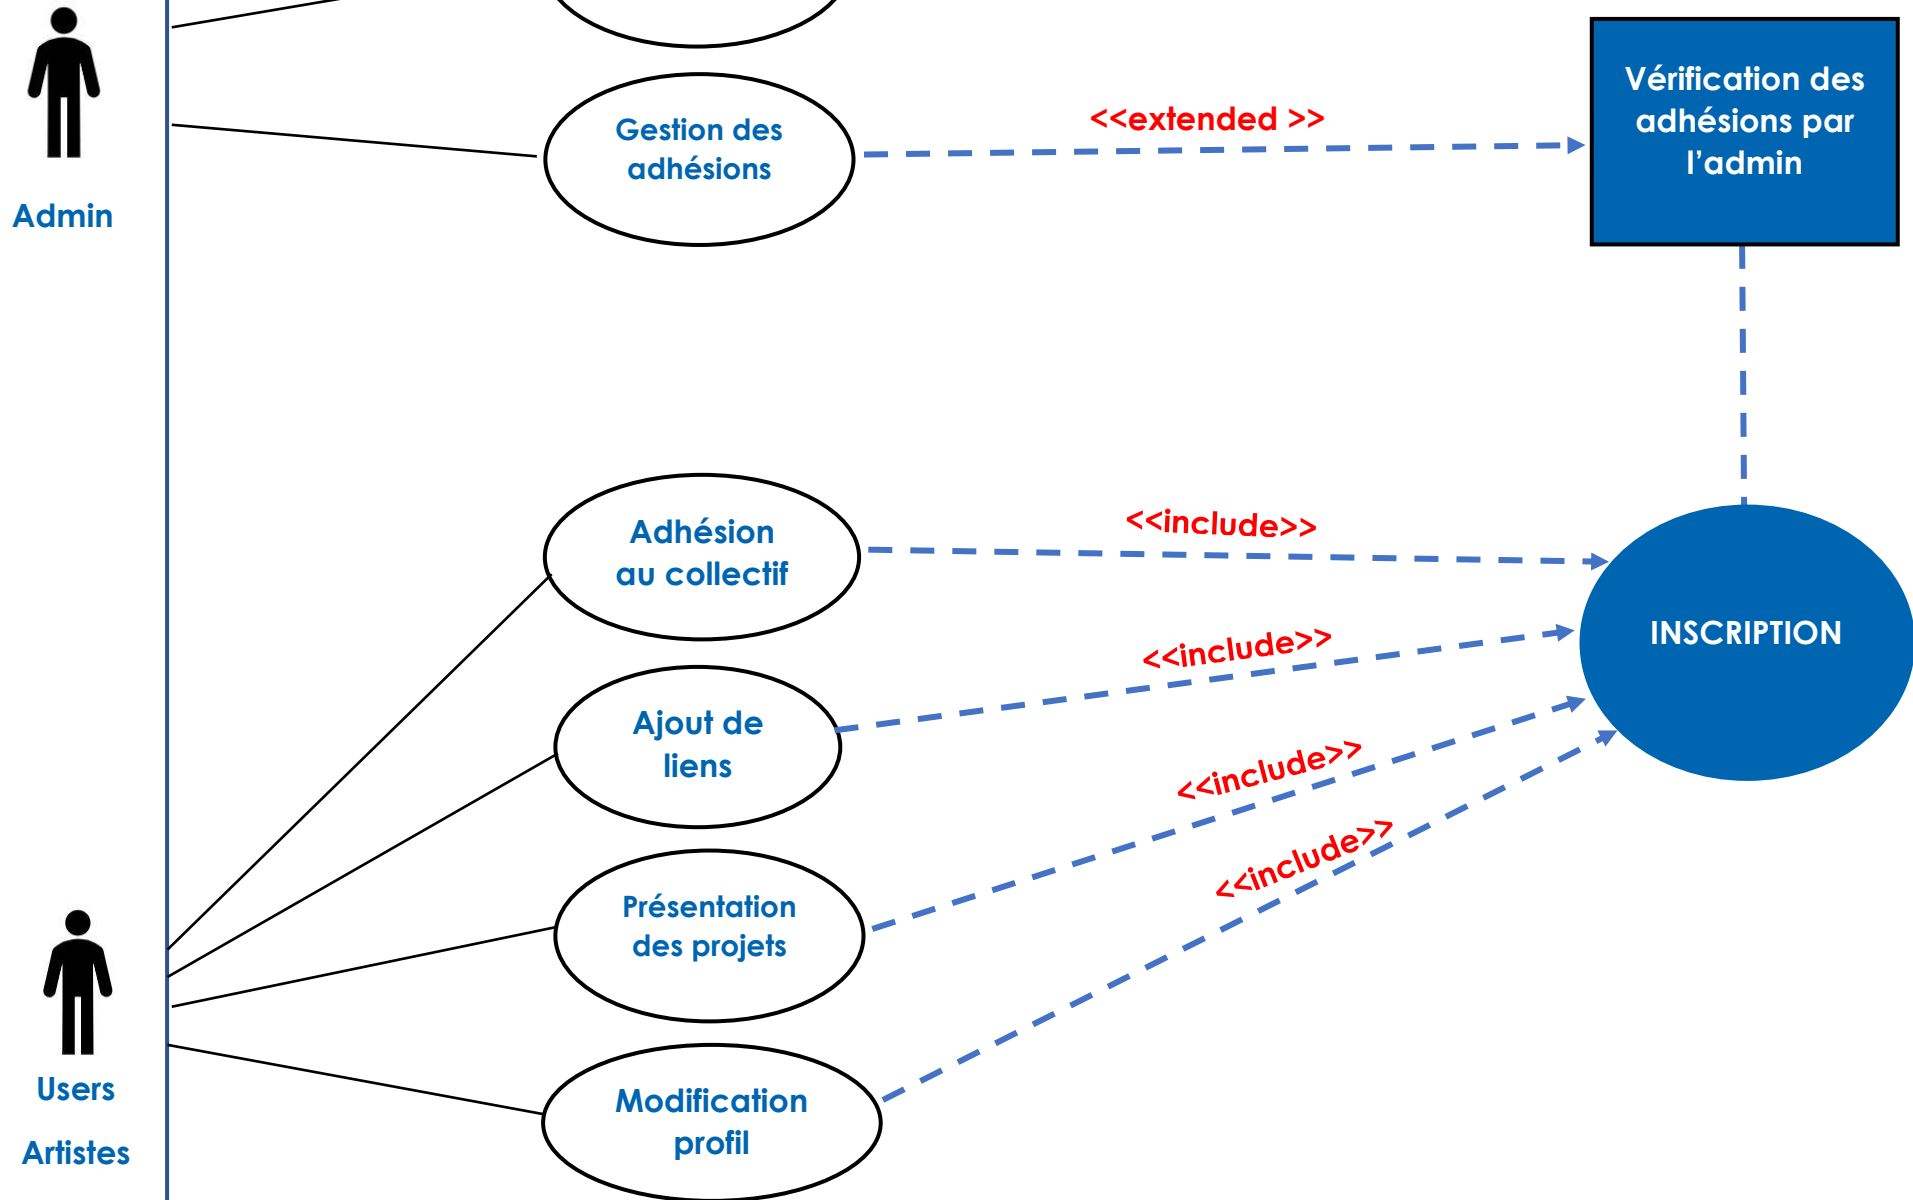 Admin
Gestion des
adhésions
<<extended >>
Vérification des
adhésions par
l’admin
Adhésion
au collectif
<<include>>
INSCRIPTION
Ajout de
liens
<<include>>
Présentation
des projets
<<include>>
Modification
profil
<<include>>
Users
Artistes